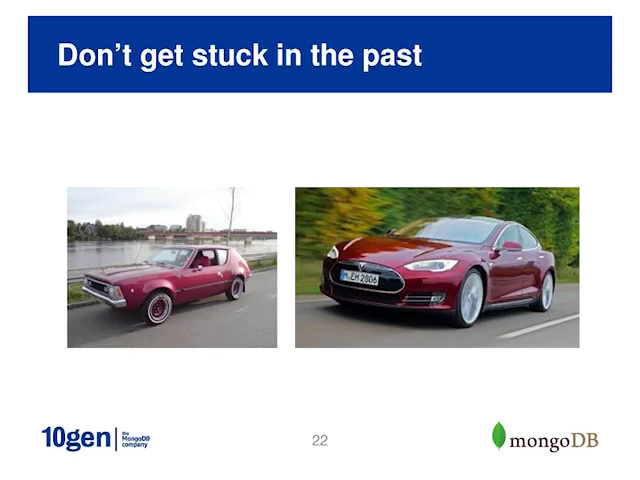 Don't get stuck in the past
M·EM 2806
10gen
the
MongoDB
company
22
mongoDB